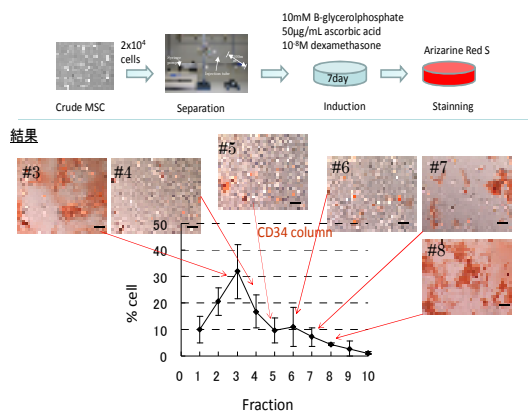 10mM B-glycerolphosphate
50µg/mL ascorbic acid
10⁻⁸M dexamethasone
2x10⁴
cells
Arizarine Red S
7day
Crude MSC
Separation
Induction
Stainning
結果
#3
#4
#5
#6
#7
#8
CD34 column
% cell
50
40
30
20
10
0
0 1 2 3 4 5 6 7 8 9 10
Fraction